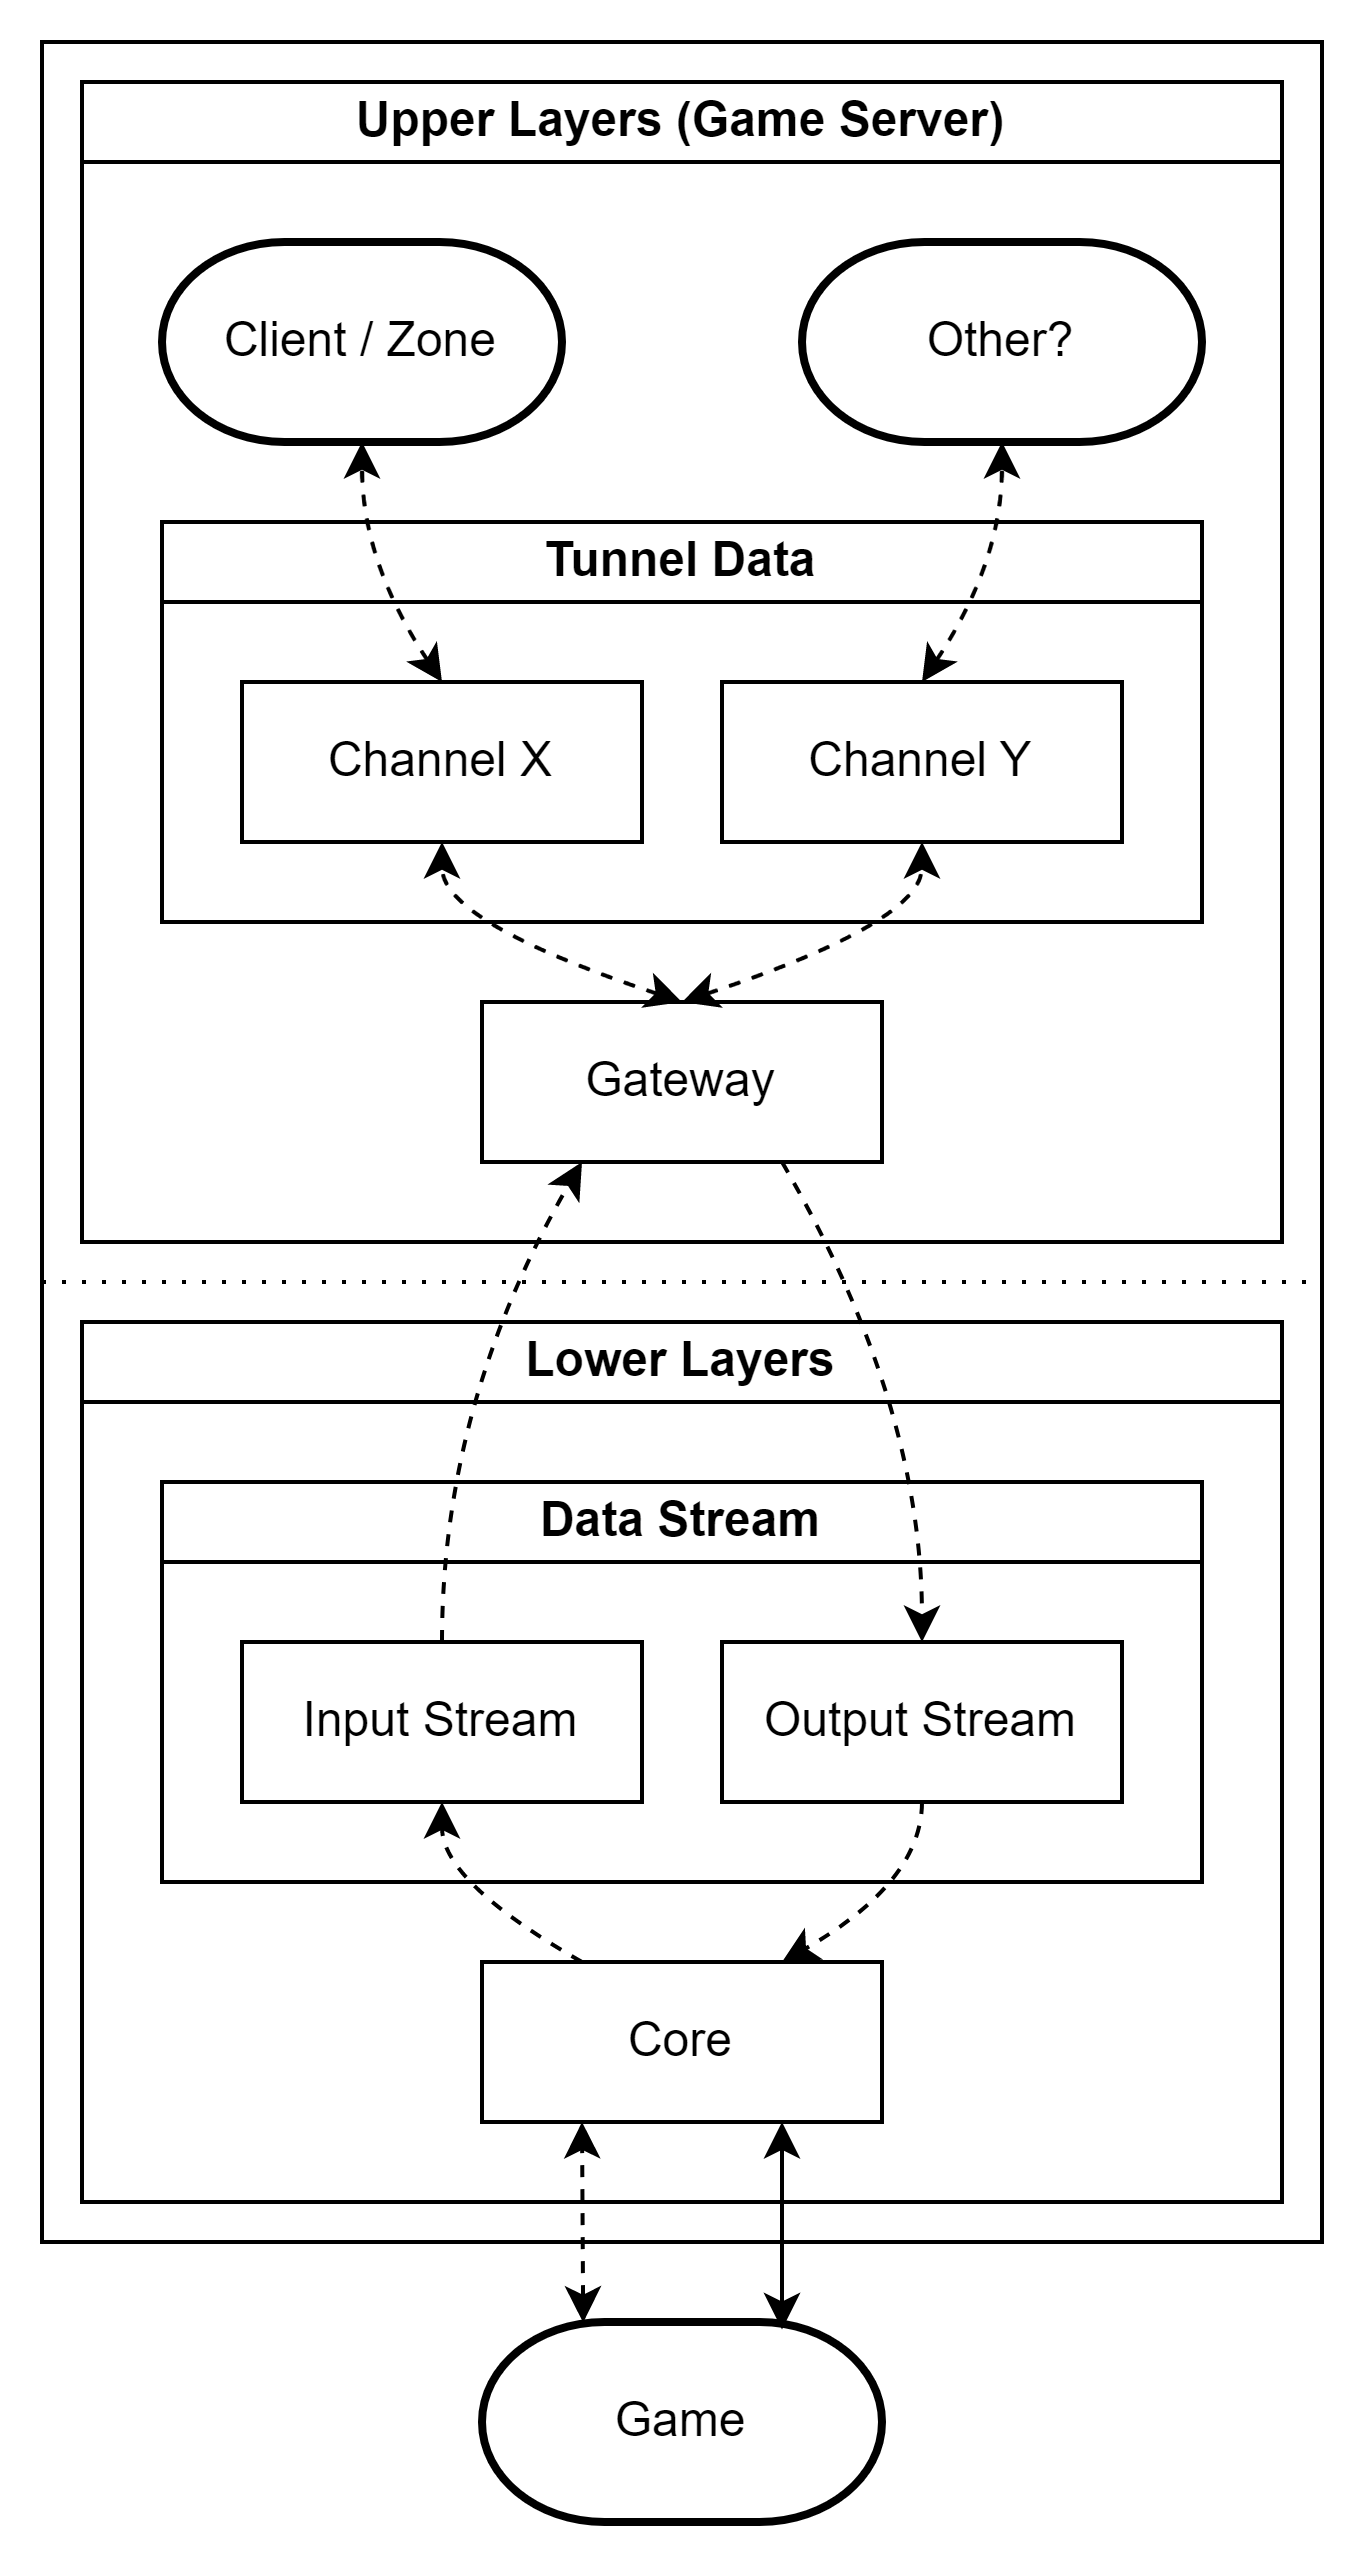 Upper Layers (Game Server)
Client / Zone
Other?
Tunnel Data
Channel X
Channel Y
Gateway
Lower Layers
Data Stream
Input Stream
Output Stream
Core
Game